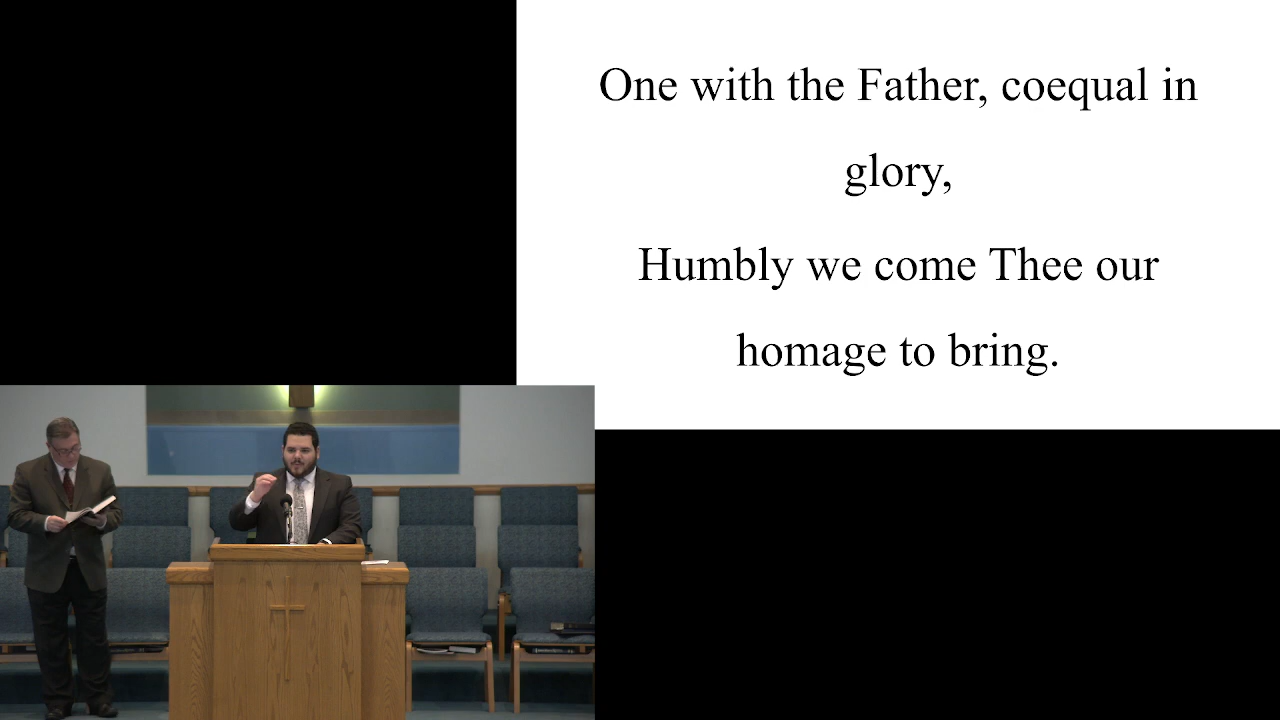 One with the Father, coequal in
glory,
Humbly we come Thee our
homage to bring.